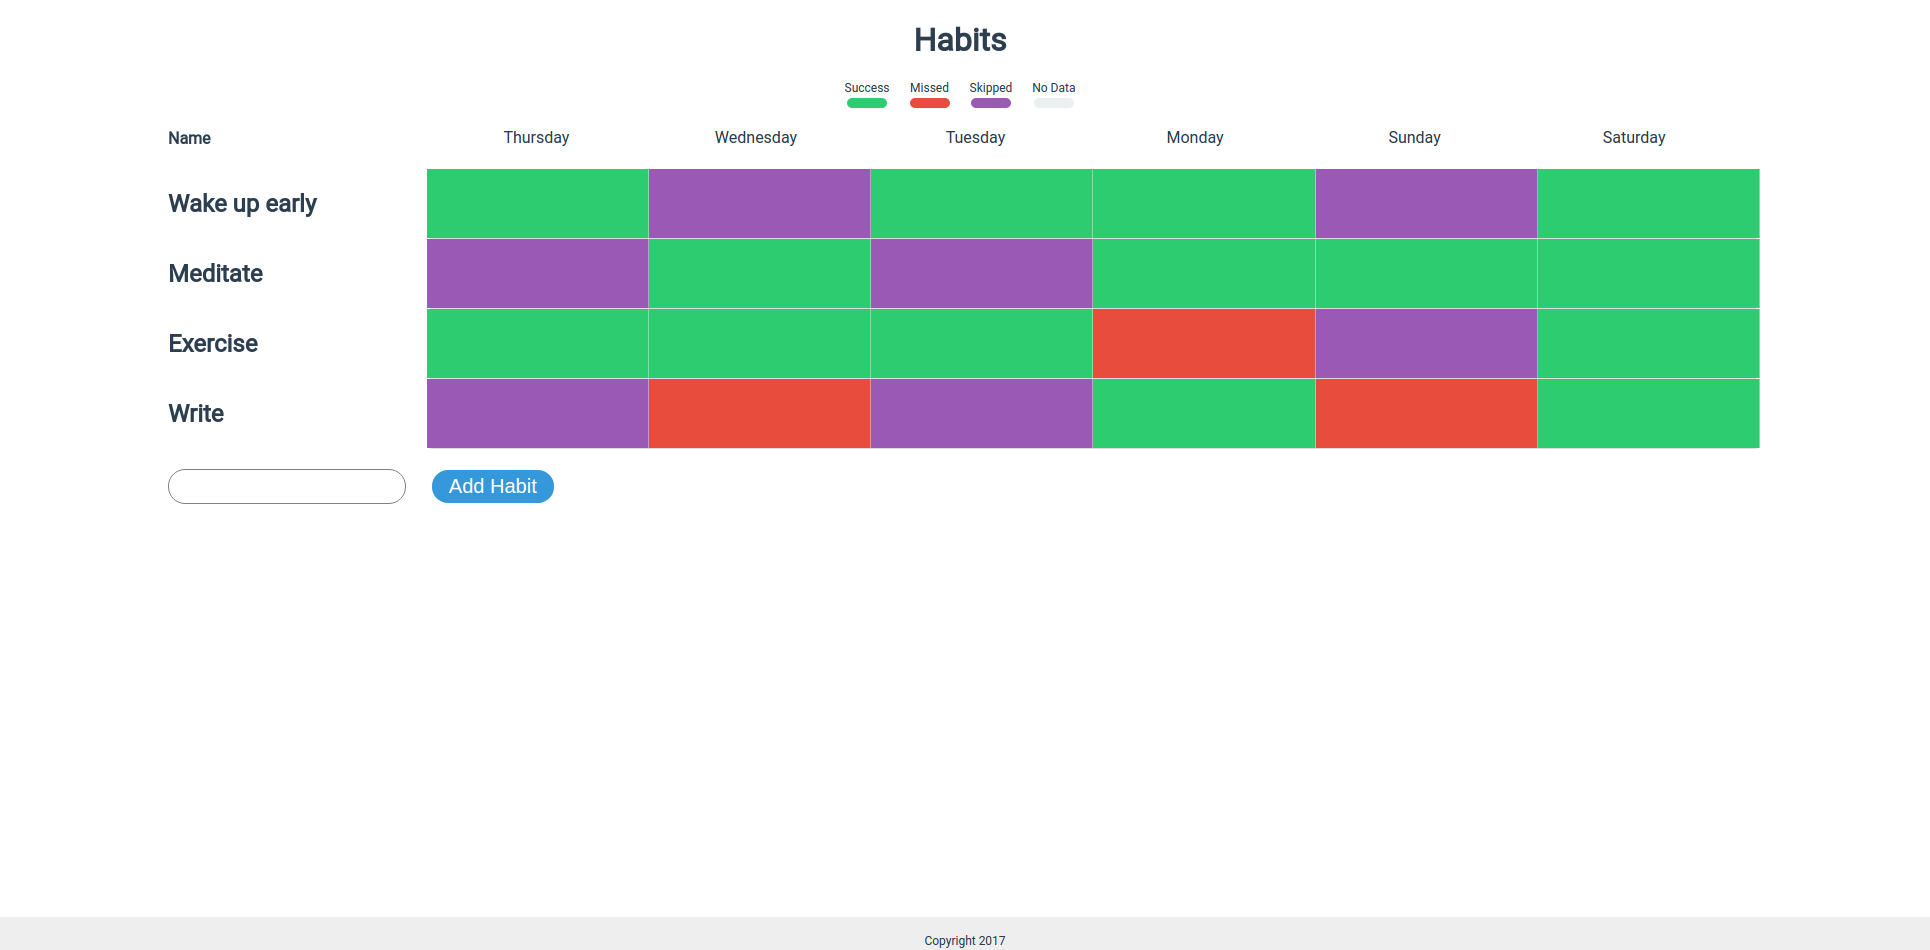 Habits
Success Missed Skipped No Data
Name Thursday Wednesday Tuesday Monday Sunday Saturday
Wake up early
Meditate
Exercise
Write
Add Habit
Copyright 2017